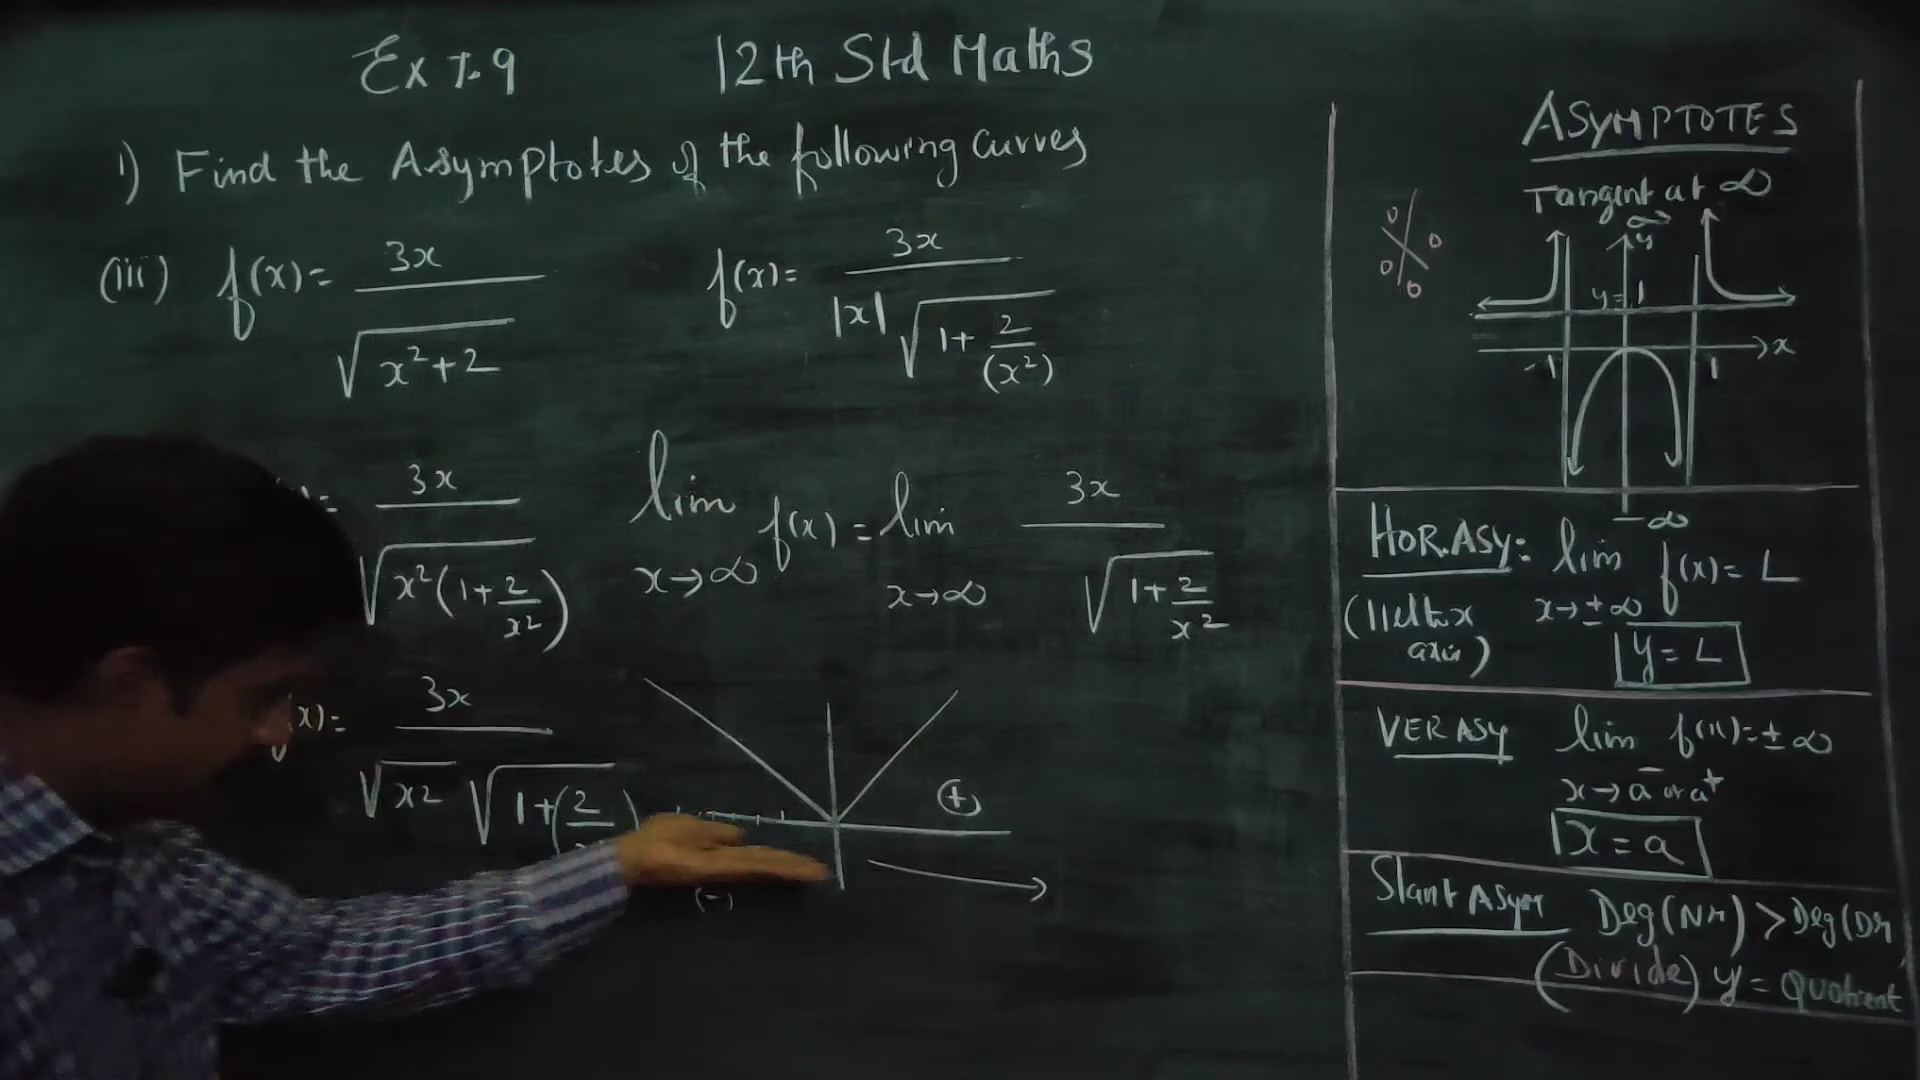 Ex 7.9 12th Std Maths
1) Find the Asymptotes of the following curves
(iii) f(x) = 3x / √(x²+2)
f(x) = 3x / |x| √(1 + 2/(x²))
= 3x / √(x²(1 + 2/x²))
lim x→∞ f(x) = lim x→∞ 3x / √(1 + 2/x²)
(x) = 3x / √x2 √(1 + (2/
(+)
(-)
ASYMPTOTES
Tangent at ∞
∞
y
y=1
-1 1 x
-∞
HOR.ASY: lim x→±∞ f(x) = L
(||el to x axis) y = L
VER ASY lim x→a⁻ or a⁺ f(x) = ±∞
x = a
Slant Asym Deg(Nr) > Deg(Dr
(Divide) y = Quotient